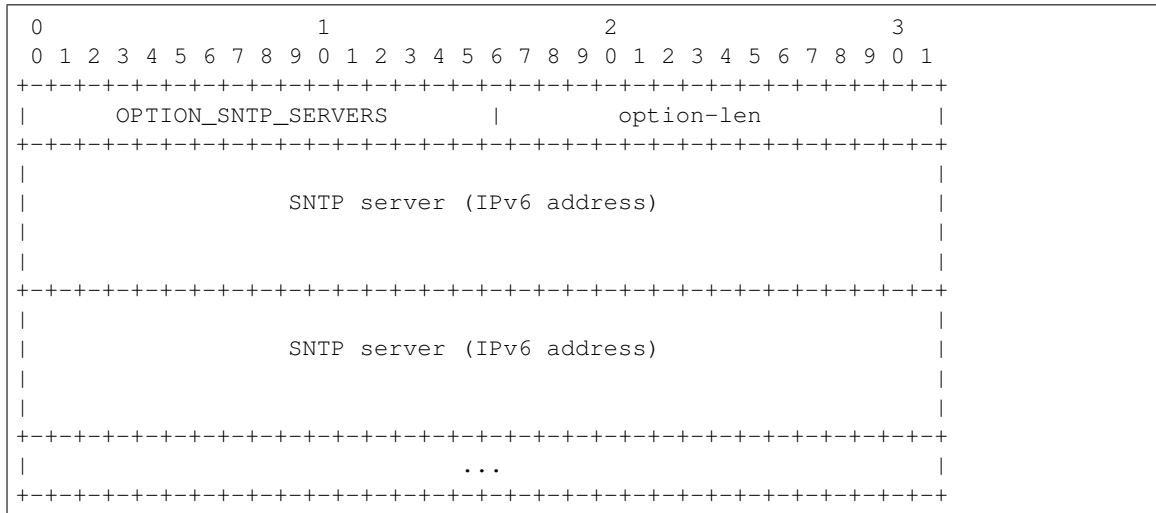 0                   1                   2                   3
 0 1 2 3 4 5 6 7 8 9 0 1 2 3 4 5 6 7 8 9 0 1 2 3 4 5 6 7 8 9 0 1
+-+-+-+-+-+-+-+-+-+-+-+-+-+-+-+-+-+-+-+-+-+-+-+-+-+-+-+-+-+-+-+-+
|      OPTION_SNTP_SERVERS       |        option-len             |
+-+-+-+-+-+-+-+-+-+-+-+-+-+-+-+-+-+-+-+-+-+-+-+-+-+-+-+-+-+-+-+-+
|                                                               |
|                  SNTP server (IPv6 address)                   |
|                                                               |
|                                                               |
+-+-+-+-+-+-+-+-+-+-+-+-+-+-+-+-+-+-+-+-+-+-+-+-+-+-+-+-+-+-+-+-+
|                                                               |
|                  SNTP server (IPv6 address)                   |
|                                                               |
|                                                               |
+-+-+-+-+-+-+-+-+-+-+-+-+-+-+-+-+-+-+-+-+-+-+-+-+-+-+-+-+-+-+-+-+
|                              ...                              |
+-+-+-+-+-+-+-+-+-+-+-+-+-+-+-+-+-+-+-+-+-+-+-+-+-+-+-+-+-+-+-+-+